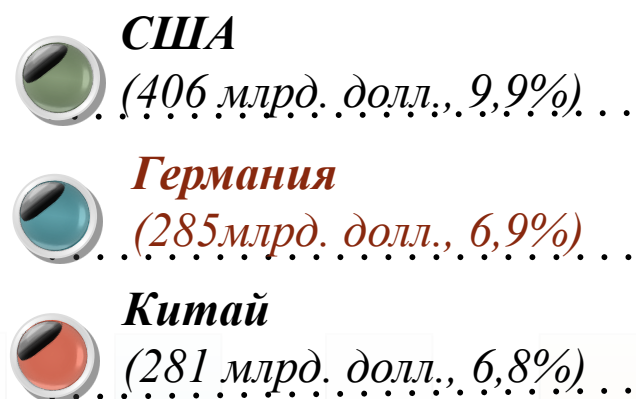 США
(406 млрд. долл., 9,9%)
Германия
(285млрд. долл., 6,9%)
Китай
(281 млрд. долл., 6,8%)